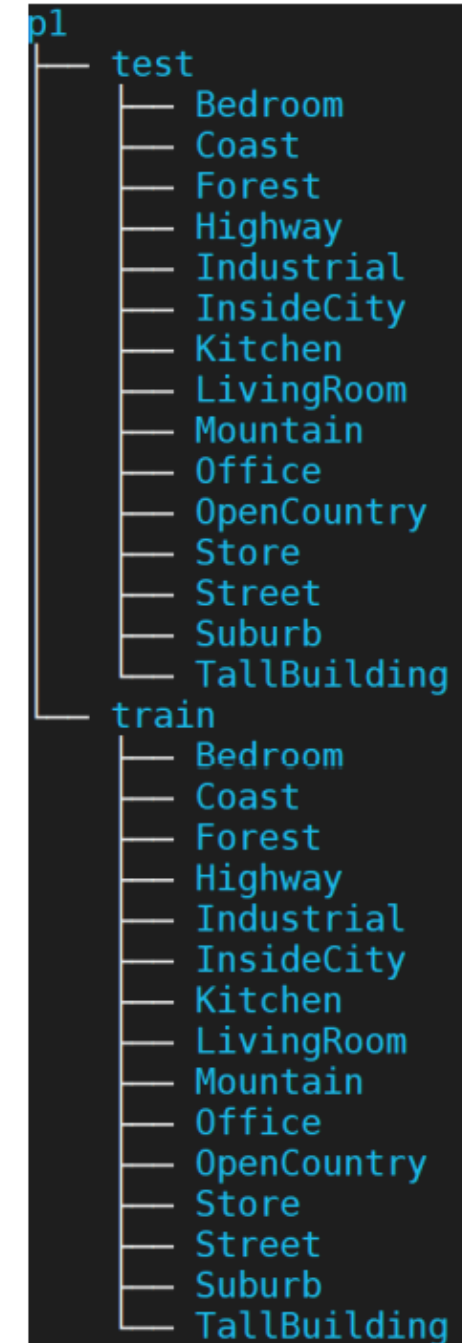 p1
test
Bedroom
Coast
Forest
Highway
Industrial
InsideCity
Kitchen
LivingRoom
Mountain
Office
OpenCountry
Store
Street
Suburb
TallBuilding
train
Bedroom
Coast
Forest
Highway
Industrial
InsideCity
Kitchen
LivingRoom
Mountain
Office
OpenCountry
Store
Street
Suburb
TallBuilding